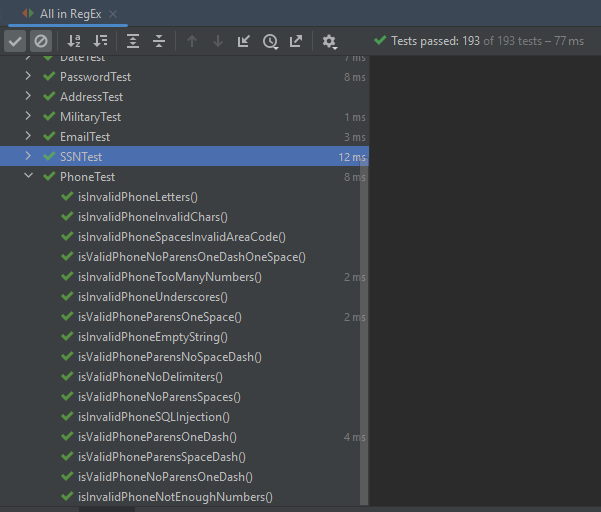 All in RegEx
Tests passed: 193 of 193 tests – 77 ms
DateTest 7 ms
PasswordTest 8 ms
AddressTest
MilitaryTest 1 ms
EmailTest 3 ms
SSNTest 12 ms
PhoneTest 8 ms
isInvalidPhoneLetters()
isInvalidPhoneInvalidChars()
isInvalidPhoneSpacesInvalidAreaCode()
isValidPhoneNoParensOneDashOneSpace()
isInvalidPhoneTooManyNumbers() 2 ms
isInvalidPhoneUnderscores()
isValidPhoneParensOneSpace() 2 ms
isInvalidPhoneEmptyString()
isValidPhoneParensNoSpaceDash()
isValidPhoneNoDelimiters()
isValidPhoneNoParensSpaces()
isInvalidPhoneSQLInjection()
isValidPhoneParensOneDash() 4 ms
isValidPhoneParensSpaceDash()
isValidPhoneNoParensOneDash()
isInvalidPhoneNotEnoughNumbers()